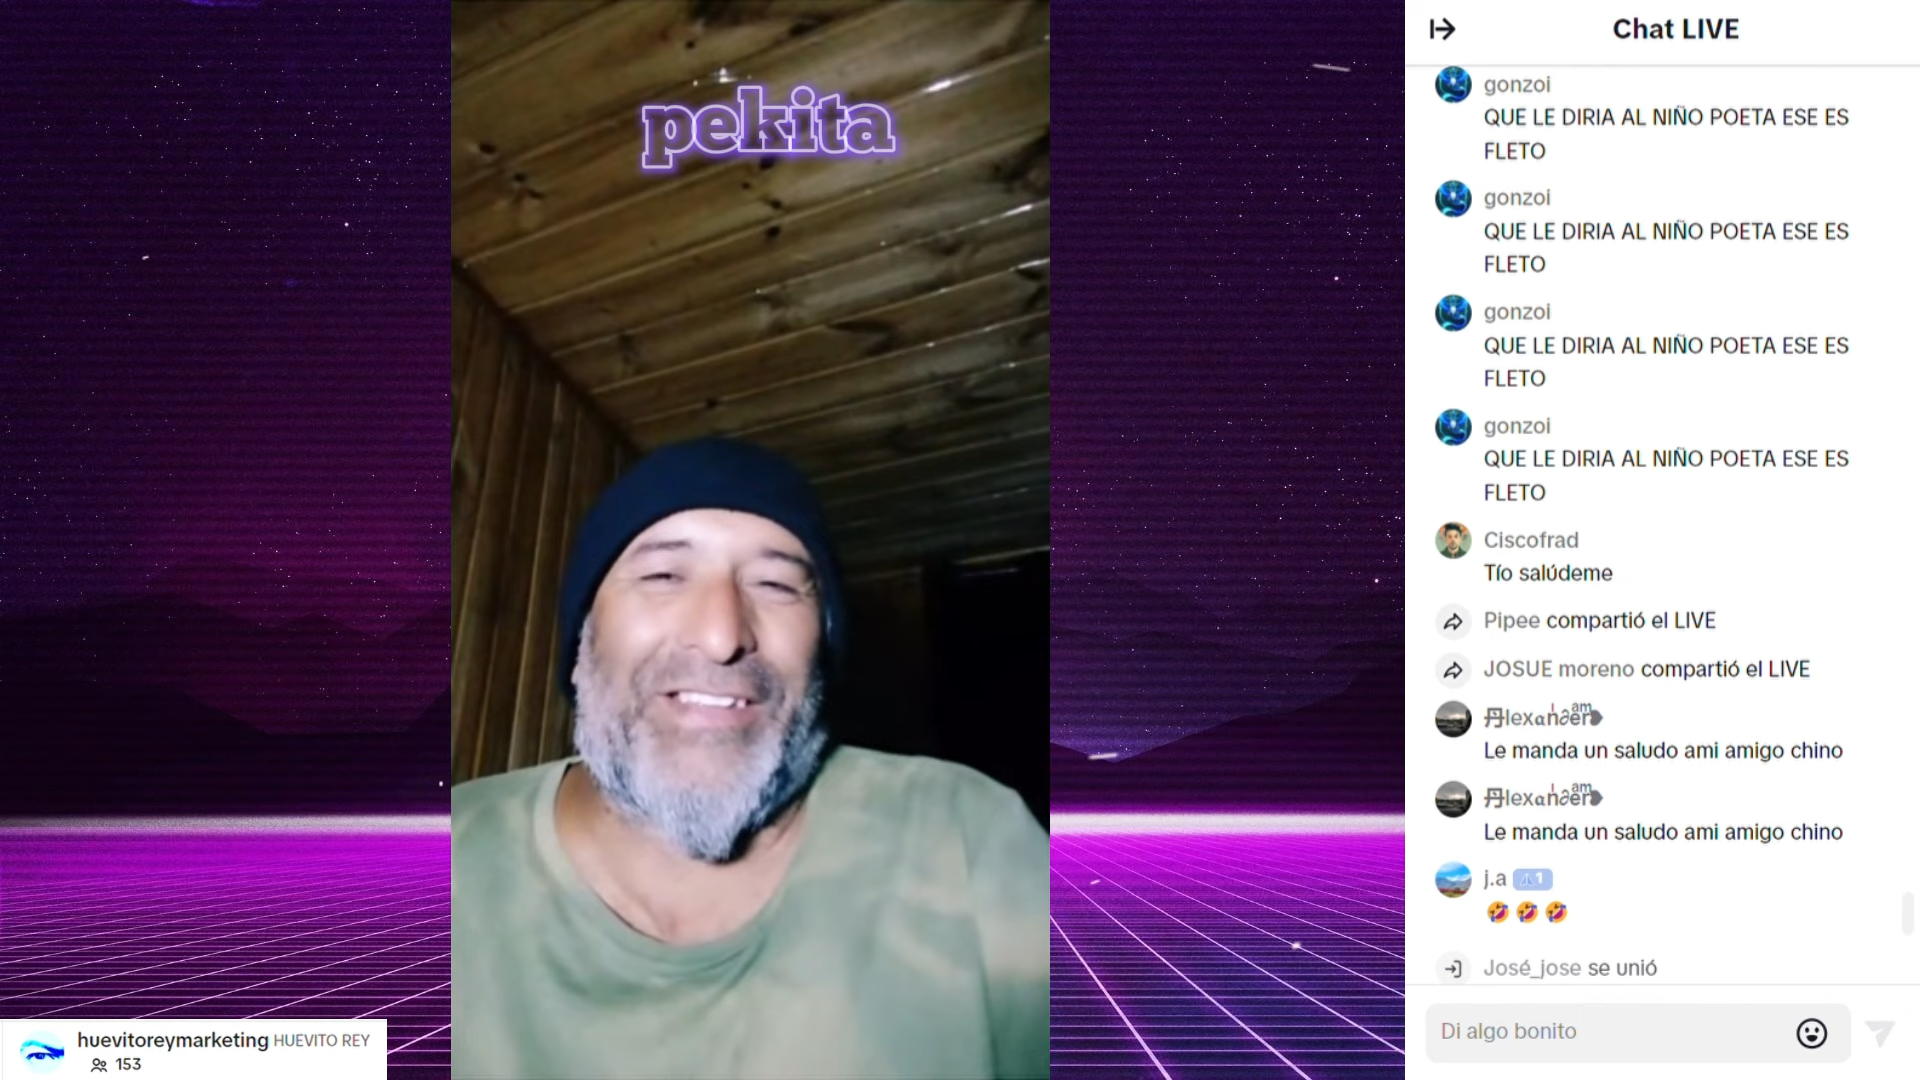 pekita
Chat LIVE
gonzoi
QUE LE DIRIA AL NIÑO POETA ESE ES
FLETO
gonzoi
QUE LE DIRIA AL NIÑO POETA ESE ES
FLETO
gonzoi
QUE LE DIRIA AL NIÑO POETA ESE ES
FLETO
gonzoi
QUE LE DIRIA AL NIÑO POETA ESE ES
FLETO
Ciscofrad
Tío salúdeme
Pipee compartió el LIVE
JOSUE moreno compartió el LIVE
Le manda un saludo ami amigo chino
Le manda un saludo ami amigo chino
j.a 1
🤣🤣🤣
José_jose se unió
Di algo bonito
huevitoreymarketing HUEVITO REY
153